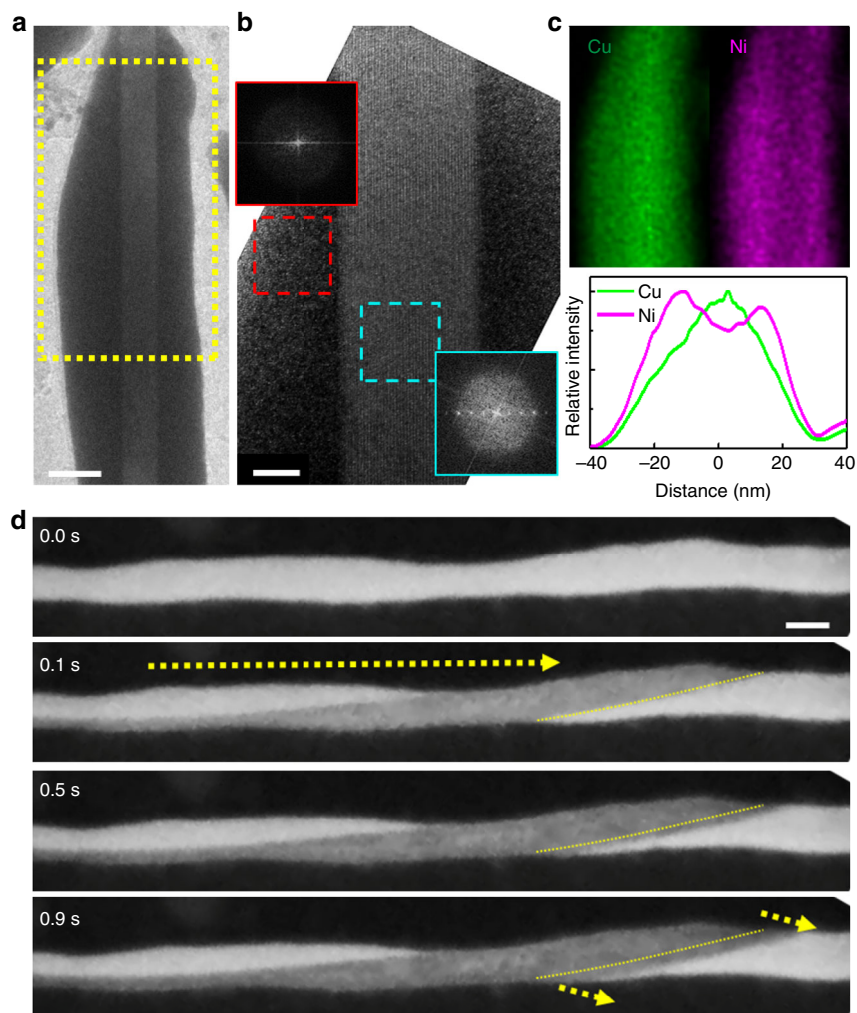 a
b
c
Cu
Ni
Cu
Ni
Relative intensity
–40
–20
0
20
40
Distance (nm)
d
0.0 s
0.1 s
0.5 s
0.9 s